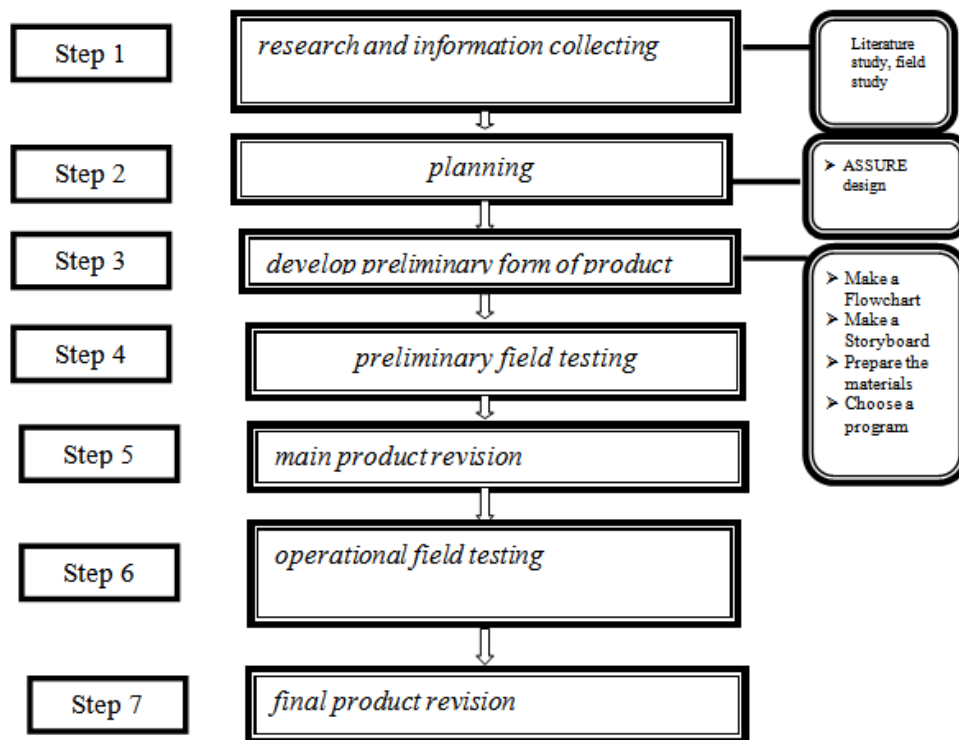 Step 1
research and information collecting
Literature
study, field
study
Step 2
planning
➤ ASSURE
design
Step 3
develop preliminary form of product
➤ Make a
Flowchart
➤ Make a
Storyboard
➤ Prepare the
materials
➤ Choose a
program
Step 4
preliminary field testing
Step 5
main product revision
Step 6
operational field testing
Step 7
final product revision